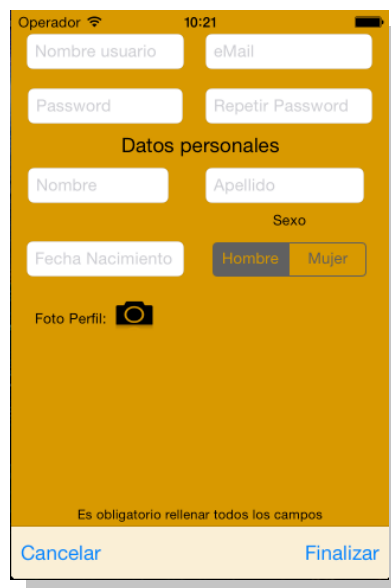 Operador 10:21
Nombre usuario eMail
Password Repetir Password
Datos personales
Nombre Apellido
Sexo
Fecha Nacimiento Hombre Mujer
Foto Perfil:
Es obligatorio rellenar todos los campos
Cancelar Finalizar